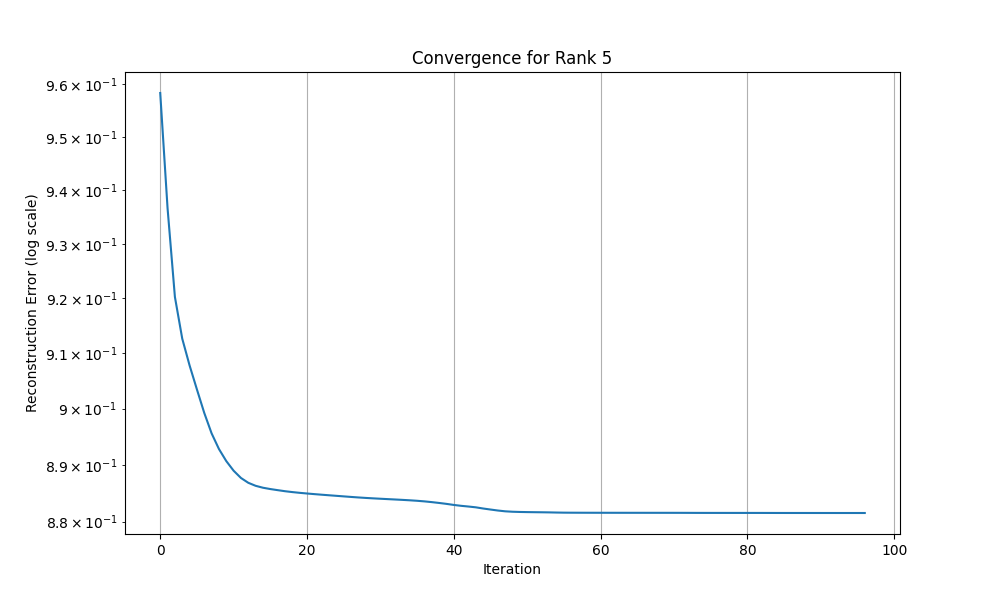 Convergence for Rank 5
Reconstruction Error (log scale)
9.6 × 10⁻¹
9.5 × 10⁻¹
9.4 × 10⁻¹
9.3 × 10⁻¹
9.2 × 10⁻¹
9.1 × 10⁻¹
9 × 10⁻¹
8.9 × 10⁻¹
8.8 × 10⁻¹
0 20 40 60 80 100
Iteration